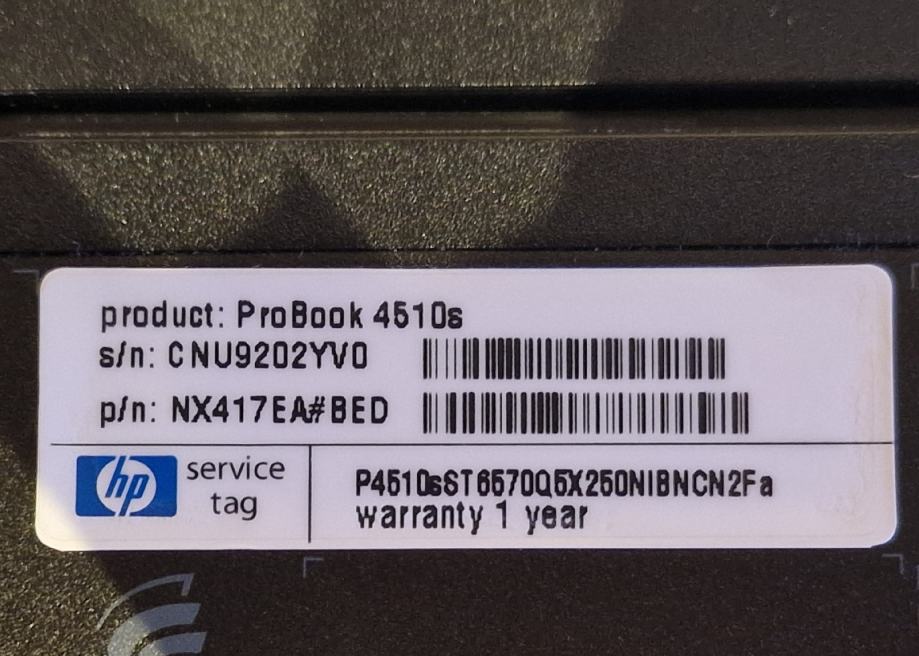 product: ProBook 4510s
s/n: CNU9202YV0
p/n: NX417EA#BED
hp service tag
P4510sST6570Q5X250NIBNCN2Fa
warranty 1 year